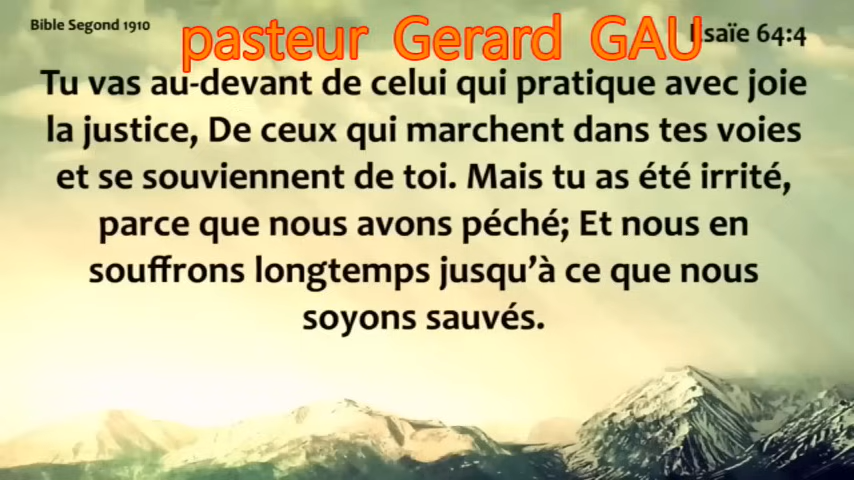 Bible Segond 1910
pasteur Gerard GAU
Esaïe 64:4
Tu vas au-devant de celui qui pratique avec joie
la justice, De ceux qui marchent dans tes voies
et se souviennent de toi. Mais tu as été irrité,
parce que nous avons péché; Et nous en
souffrons longtemps jusqu’à ce que nous
soyons sauvés.